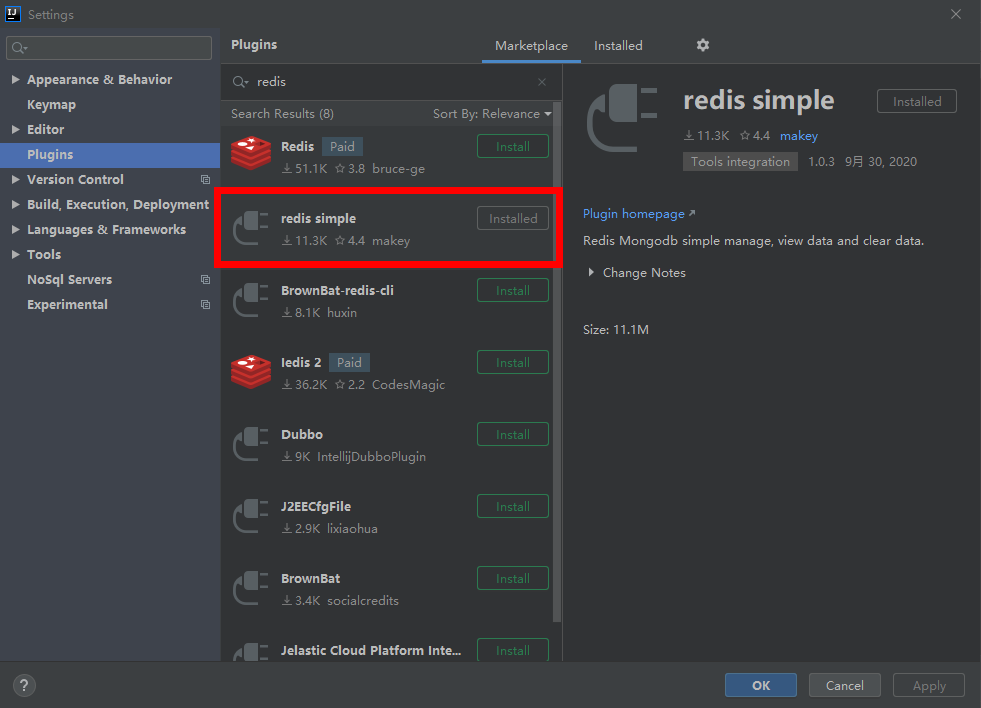 Settings
Appearance & Behavior
Keymap
Editor
Plugins
Version Control
Build, Execution, Deployment
Languages & Frameworks
Tools
NoSql Servers
Experimental
Plugins
Marketplace
Installed
redis
Search Results (8)
Sort By: Relevance
Redis
Paid
Install
51.1K 3.8 bruce-ge
redis simple
Installed
11.3K 4.4 makey
BrownBat-redis-cli
Install
8.1K huxin
Iedis 2
Paid
Install
36.2K 2.2 CodesMagic
Dubbo
Install
9K IntellijDubboPlugin
J2EECfgFile
Install
2.9K lixiaohua
BrownBat
Install
3.4K socialcredits
Jelastic Cloud Platform Inte...
Install
redis simple
Installed
11.3K 4.4 makey
Tools integration 1.0.3 9月 30, 2020
Plugin homepage
Redis Mongodb simple manage, view data and clear data.
Change Notes
Size: 11.1M
?
OK
Cancel
Apply